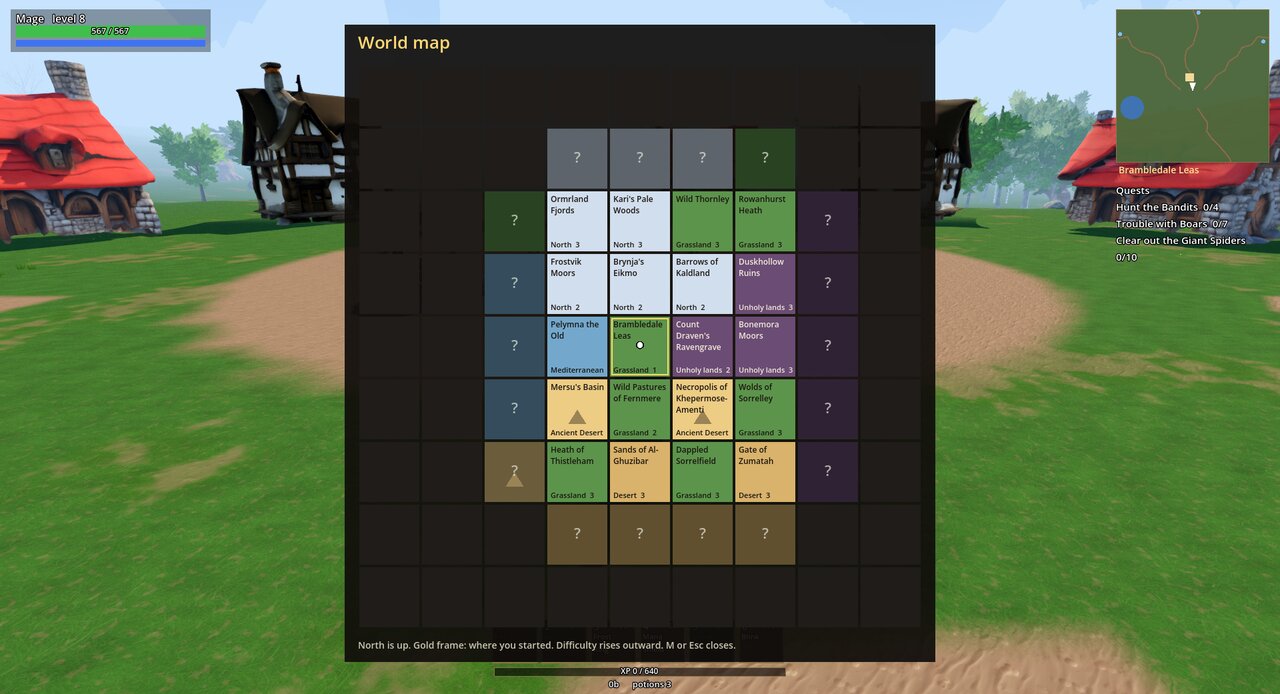 Mage level 8
567 / 567
World map
?
?
?
?
?
Ormrland
Fjords
North 3
Kari's Pale
Woods
North 3
Wild Thornley
Grassland 3
Rowanhurst
Heath
Grassland 3
?
?
Frostvik
Moors
North 2
Brynja's
Eikmo
North 2
Barrows of
Kaldland
North 2
Duskhollow
Ruins
Unholy lands 3
?
?
Pelymna the
Old
Mediterranean
Brambledale
Leas
Grassland 1
Count
Draven's
Ravengrave
Unholy lands 2
Bonemora
Moors
Unholy lands 3
?
?
Mersu's Basin
Ancient Desert
Wild Pastures
of Fernmere
Grassland 2
Necropolis of
Khepermose-
Amenti
Ancient Desert
Wolds of
Sorrelley
Grassland 3
?
?
Heath of
Thistleham
Grassland 3
Sands of Al-
Ghuzibar
Desert 3
Dappled
Sorrelfield
Grassland 3
Gate of
Zumatah
Desert 3
?
?
?
?
?
North is up. Gold frame: where you started. Difficulty rises outward. M or Esc closes.
Brambledale Leas
Quests
Hunt the Bandits 0/4
Trouble with Boars 0/7
Clear out the Giant Spiders
0/10
XP 0 / 640
0b potions 3